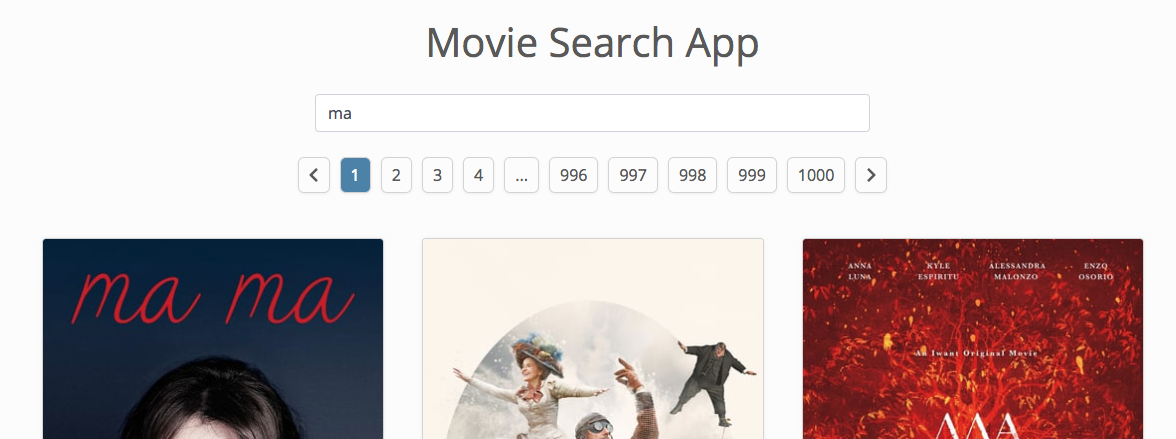 Movie Search App
ma
1 2 3 4 ... 996 997 998 999 1000
ma ma
ANNA LUNA
KYLE ESPIRITU
ALESSANDRA MALONZO
ENZO OSORIO
An Iwant Original Movie
MA